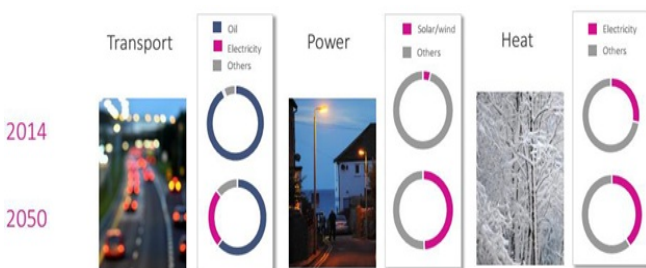 Transport
Oil
Electricity
Others
Power
Solar/wind
Others
Heat
Electricity
Others
2014
2050